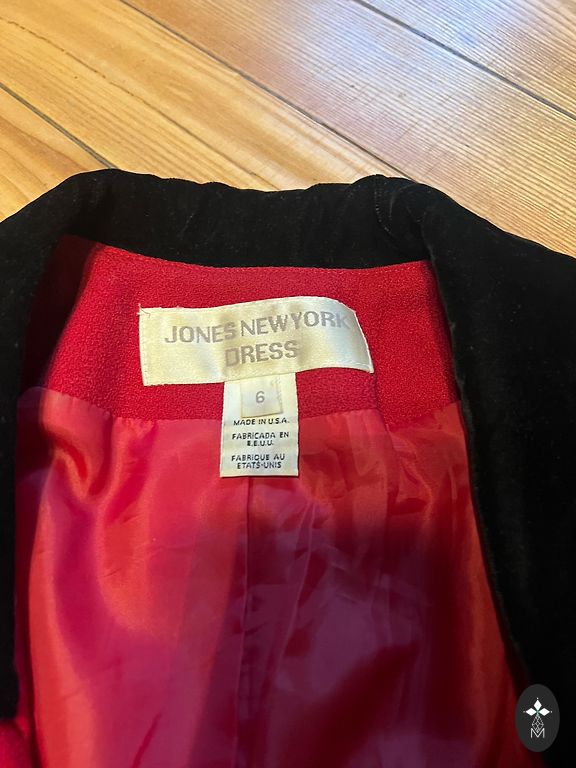 JONES NEW YORK
DRESS
6
MADE IN U.S.A.
FABRICADA EN
E.E.U.U.
FABRIQUE AU
ETATS-UNIS
M